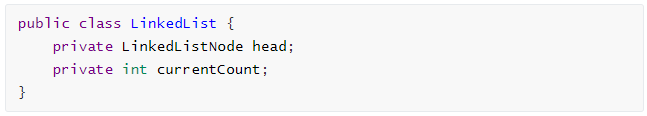 public class LinkedList {
    private LinkedListNode head;
    private int currentCount;
}